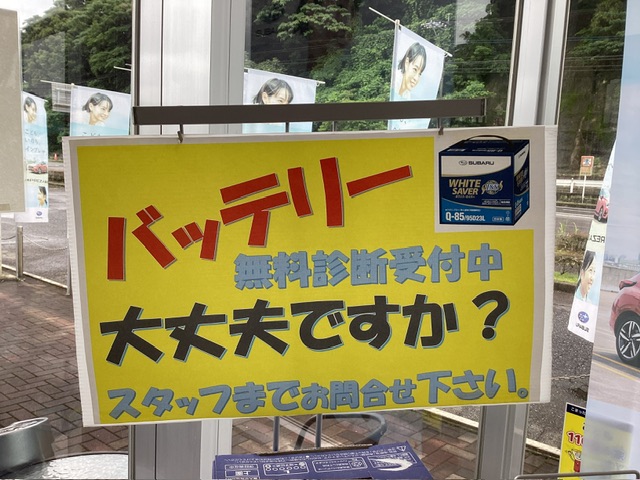 SUBARU
WHITE
SAVER
Q-85/95D23L
バッテリー
無料診断受付中
大丈夫ですか？
スタッフまでお問合せ下さい。